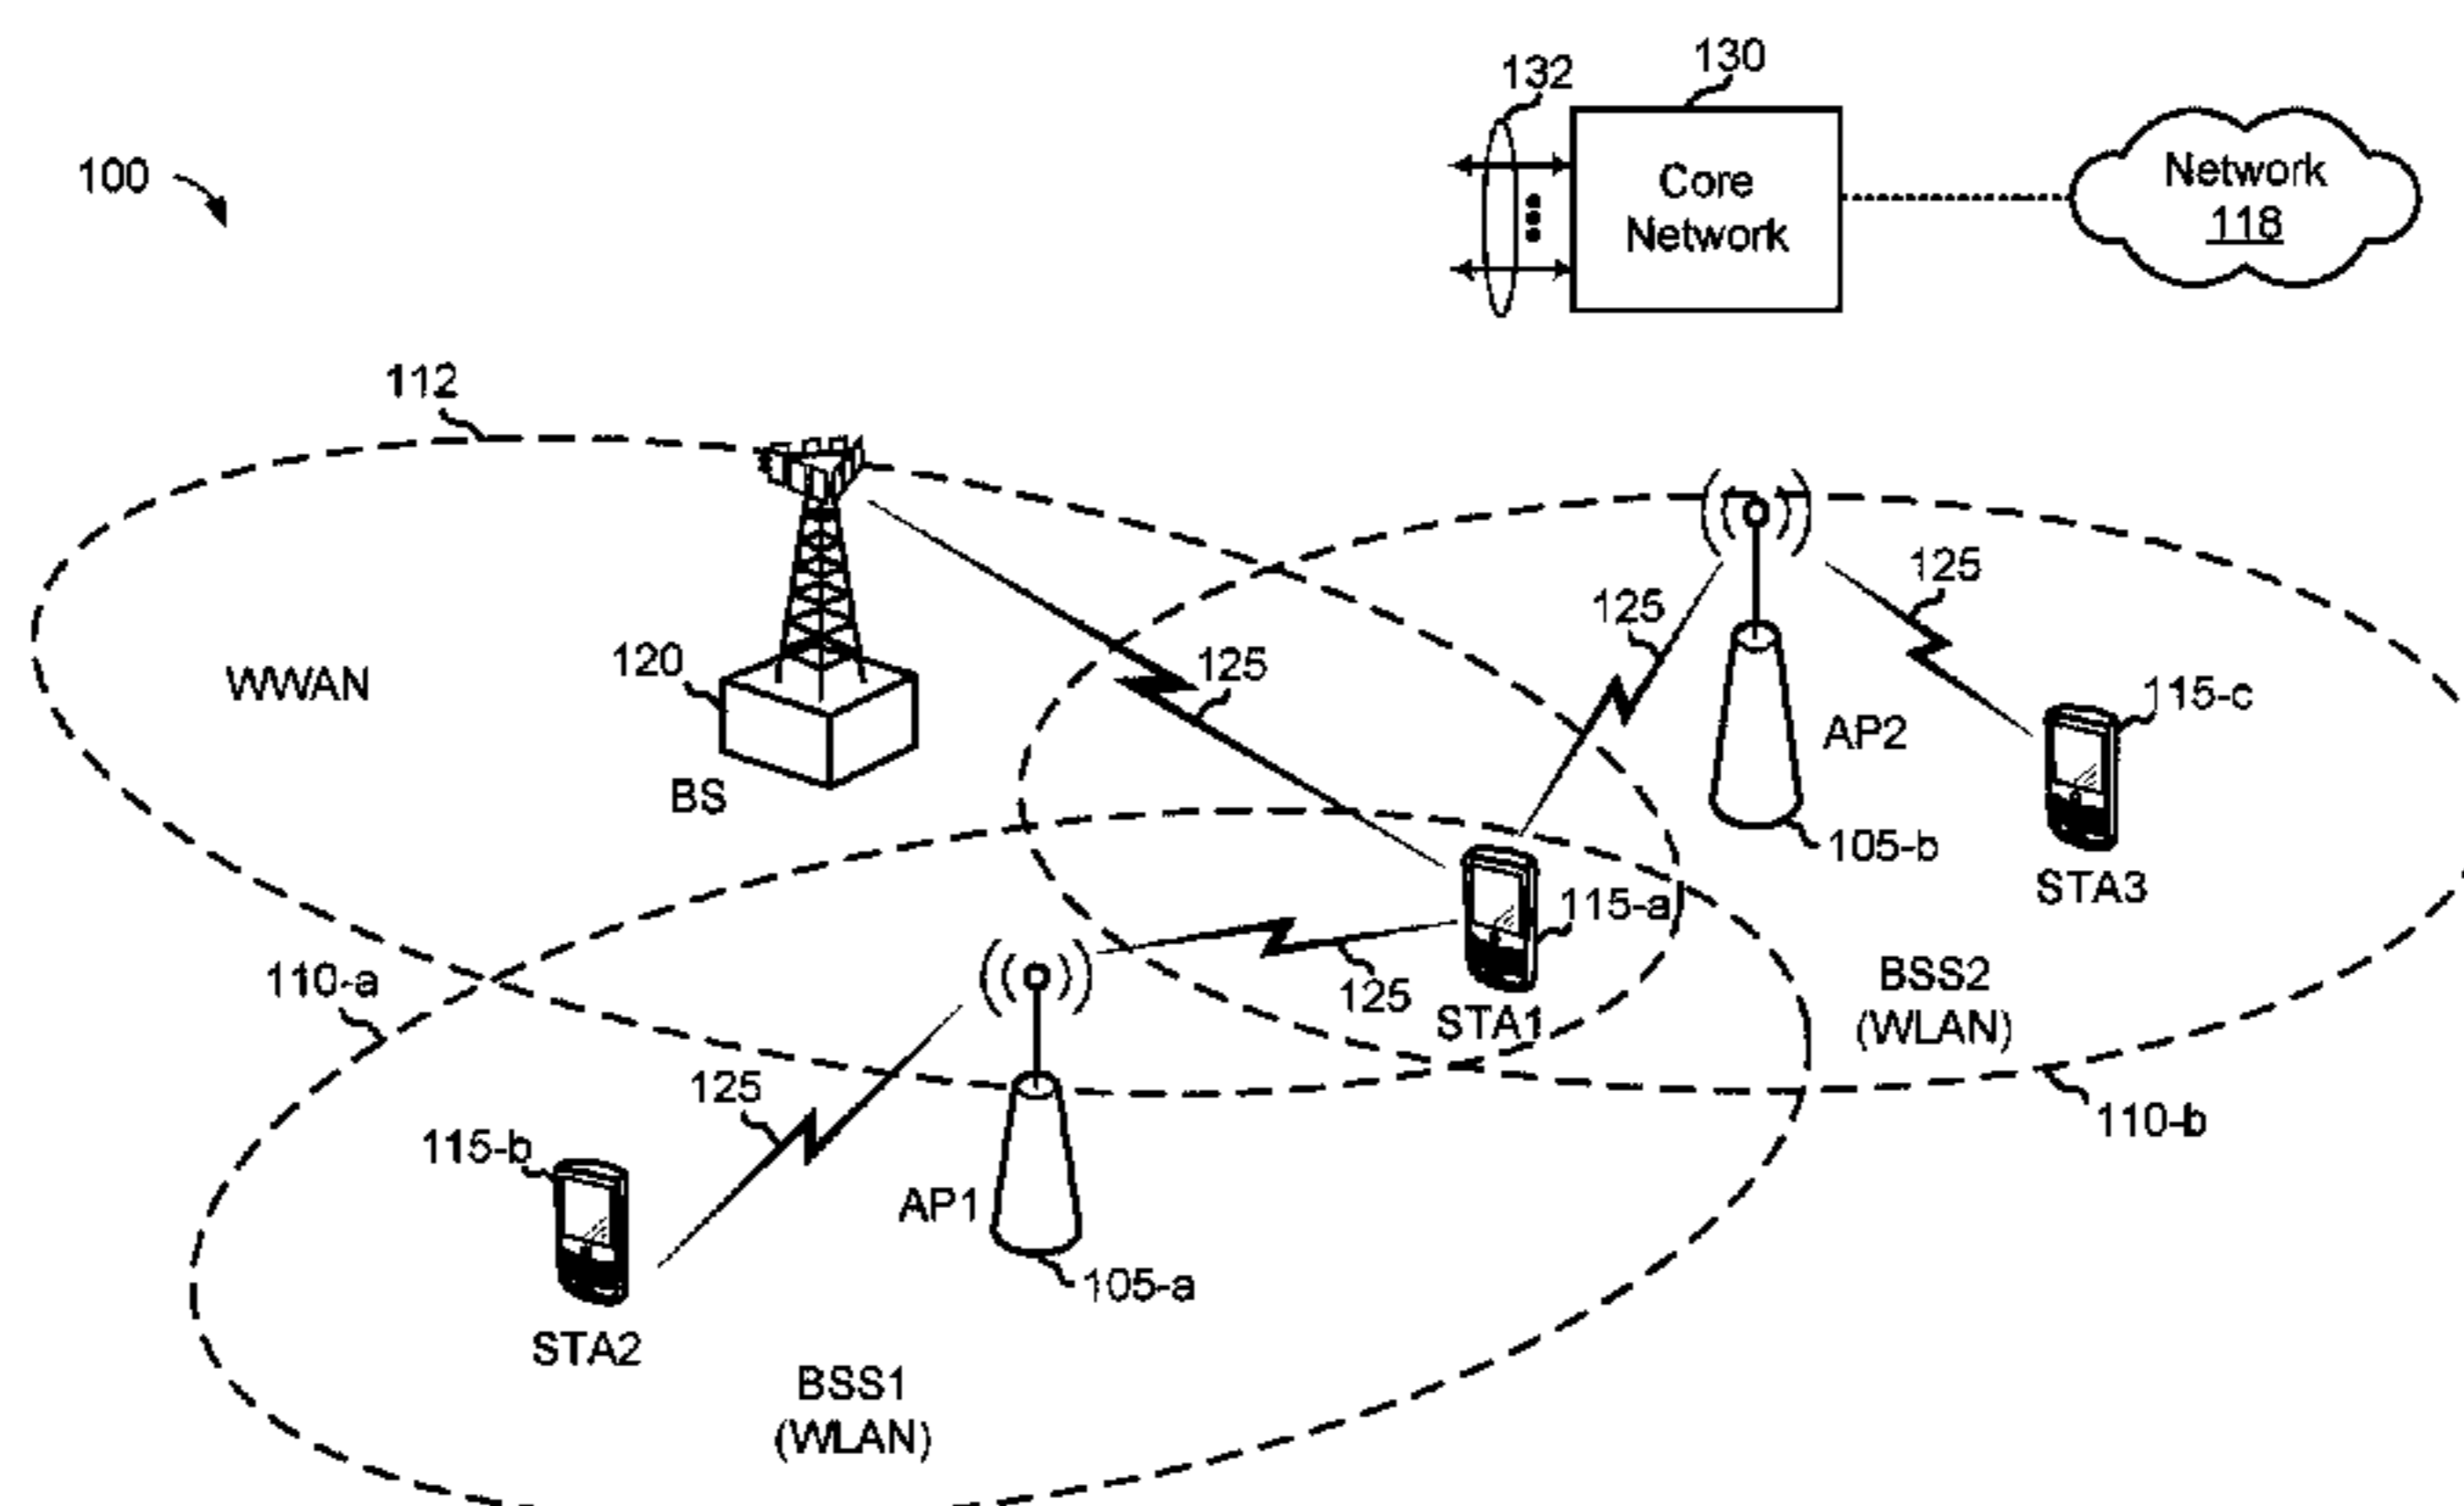 130
132
100
Core
Network
Network
118
112
125
125
120
WWAN
125
115-c
AP2
BS
105-b
STA3
115-a
110-a
125
BSS2
(WLAN)
STA1
125
110-b
115-b
AP1
105-a
STA2
BSS1
(WLAN)